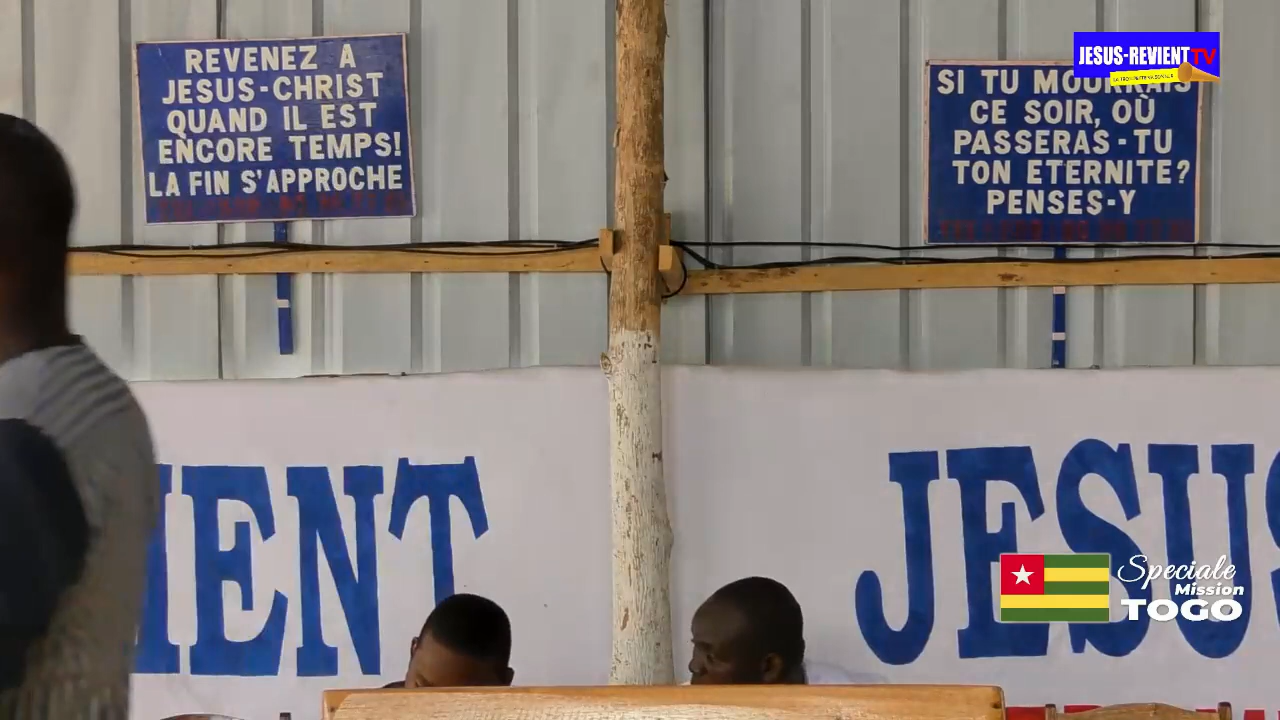 REVENEZ A
JESUS-CHRIST
QUAND IL EST
ENCORE TEMPS!
LA FIN S'APPROCHE
JESUS-REVIENT TV
SI TU MOURRAIS
CE SOIR, OÙ
PASSERAS-TU
TON ETERNITE?
PENSES-Y
IENT
JESUS
Speciale
Mission
TOGO